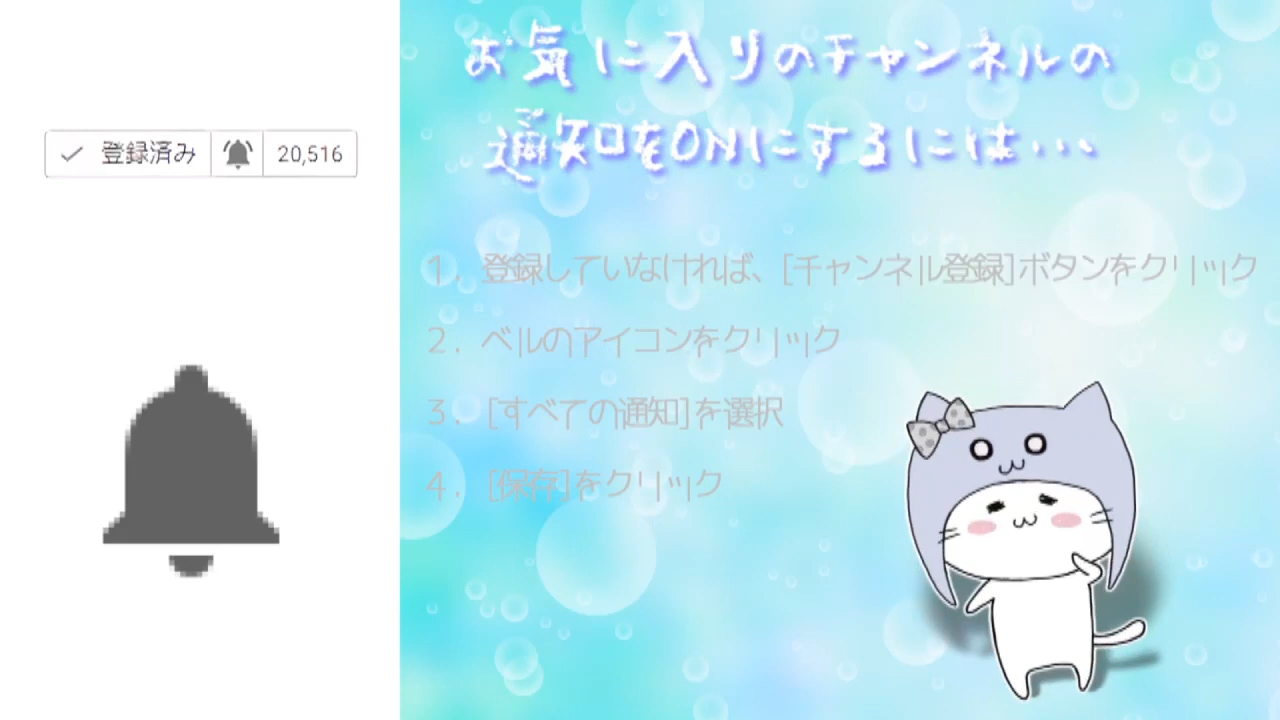 登録済み 20,516
お気に入りのチャンネルの
通知をONにするには…
1. 登録していなければ、[チャンネル登録]ボタンをクリック
2. ベルのアイコンをクリック
3. [すべての通知]を選択
4. [保存]をクリック